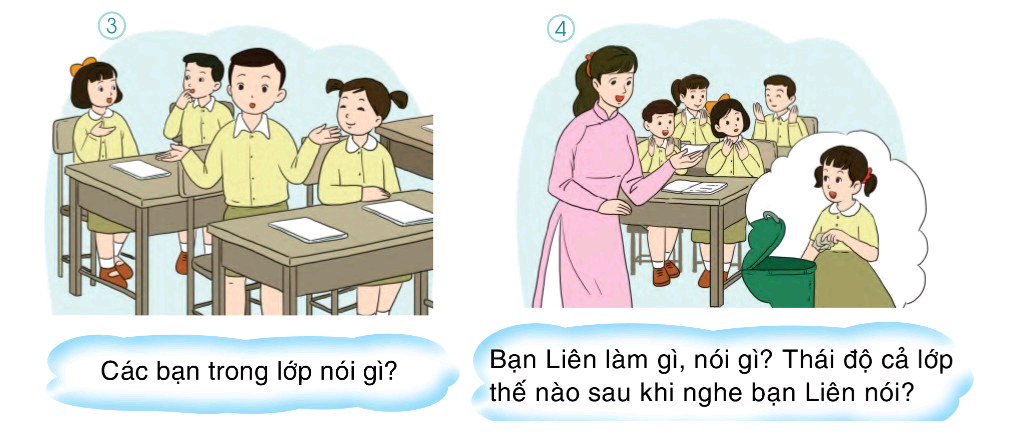 3
4
Các bạn trong lớp nói gì?
Bạn Liên làm gì, nói gì? Thái độ cả lớp
thế nào sau khi nghe bạn Liên nói?